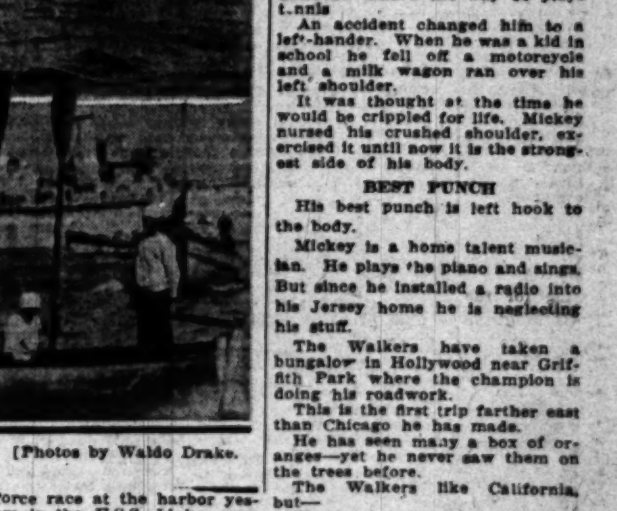 tennis
An accident changed him to a
left-hander. When he was a kid in
school he fell off a motorcycle
and a milk wagon ran over his
left shoulder.
It was thought at the time he
would be crippled for life. Mickey
nursed his crushed shoulder, ex-
ercised it until now it is the strong-
est side of his body.
BEST PUNCH
His best punch is left hook to
the body.
Mickey is a home talent music-
ian. He plays the piano and sings.
But since he installed a radio into
his Jersey home he is neglecting
his stuff.
The Walkers have taken a
bungalow in Hollywood near Grif-
fith Park where the champion is
doing his roadwork.
This is the first trip farther east
than Chicago he has made.
He has seen many a box of or-
anges—yet he never saw them on
the trees before.
The Walkers like California,
but—
[Photos by Waldo Drake.
force race at the harbor yes-